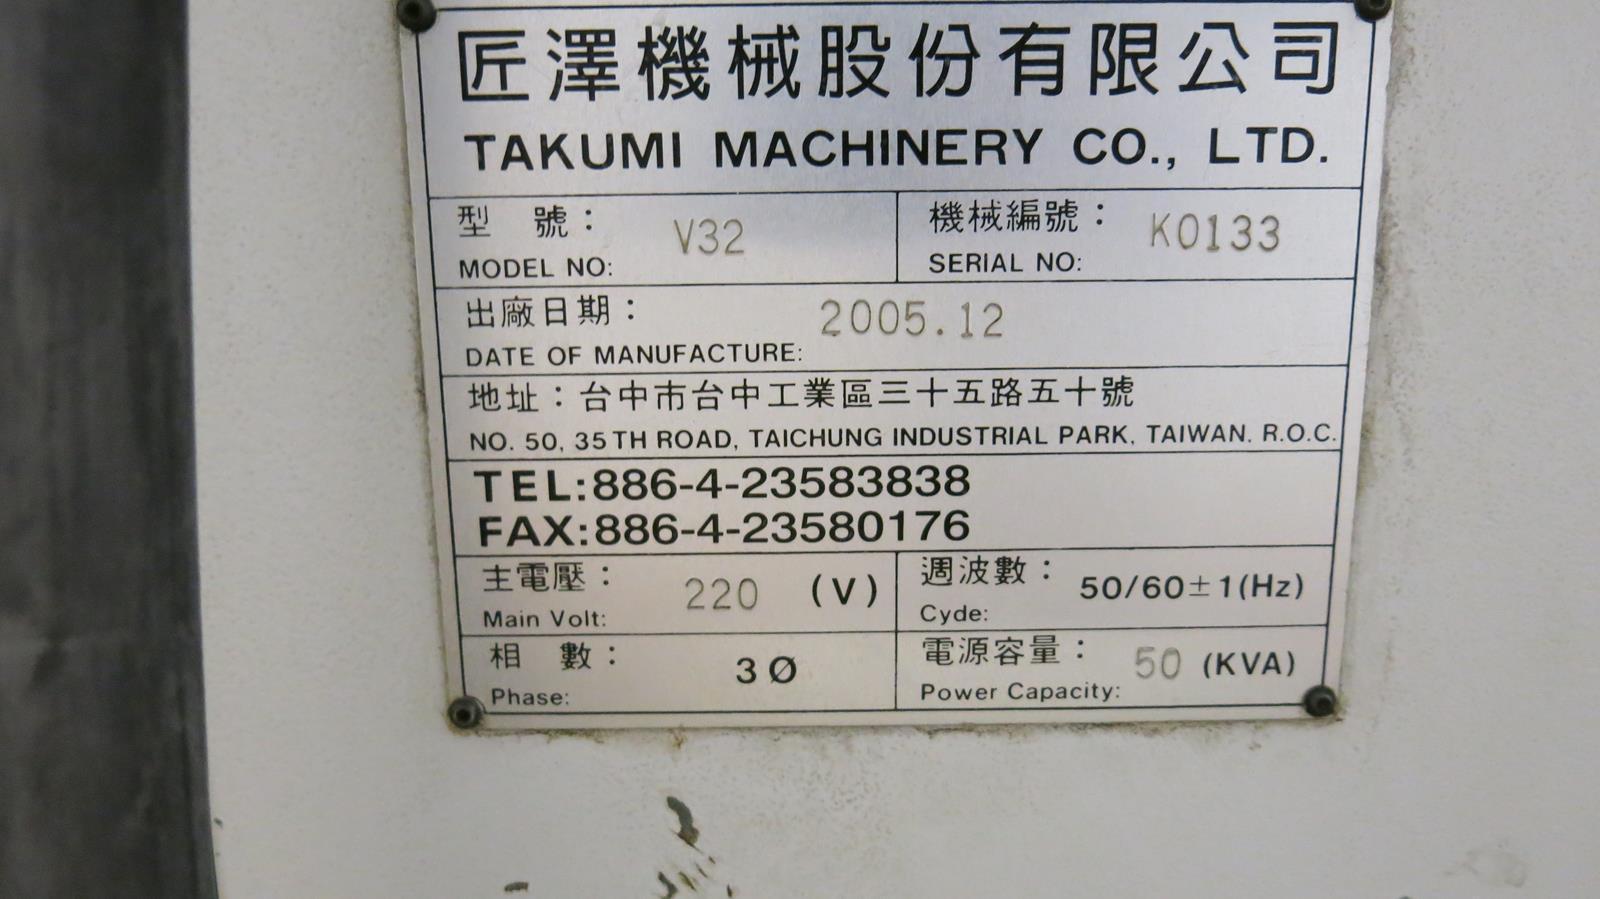 匠澤機械股份有限公司
TAKUMI MACHINERY CO., LTD.
型 號： V32
MODEL NO:
機械編號： K0133
SERIAL NO:
出廠日期： 2005.12
DATE OF MANUFACTURE:
地址：台中市台中工業區三十五路五十號
NO. 50, 35 TH ROAD, TAICHUNG INDUSTRIAL PARK, TAIWAN. R.O.C.
TEL:886-4-23583838
FAX:886-4-23580176
主電壓： 220 (V)
Main Volt:
週波數： 50/60±1(Hz)
Cyde:
相 數： 3Ø
Phase:
電源容量： 50 (KVA)
Power Capacity: